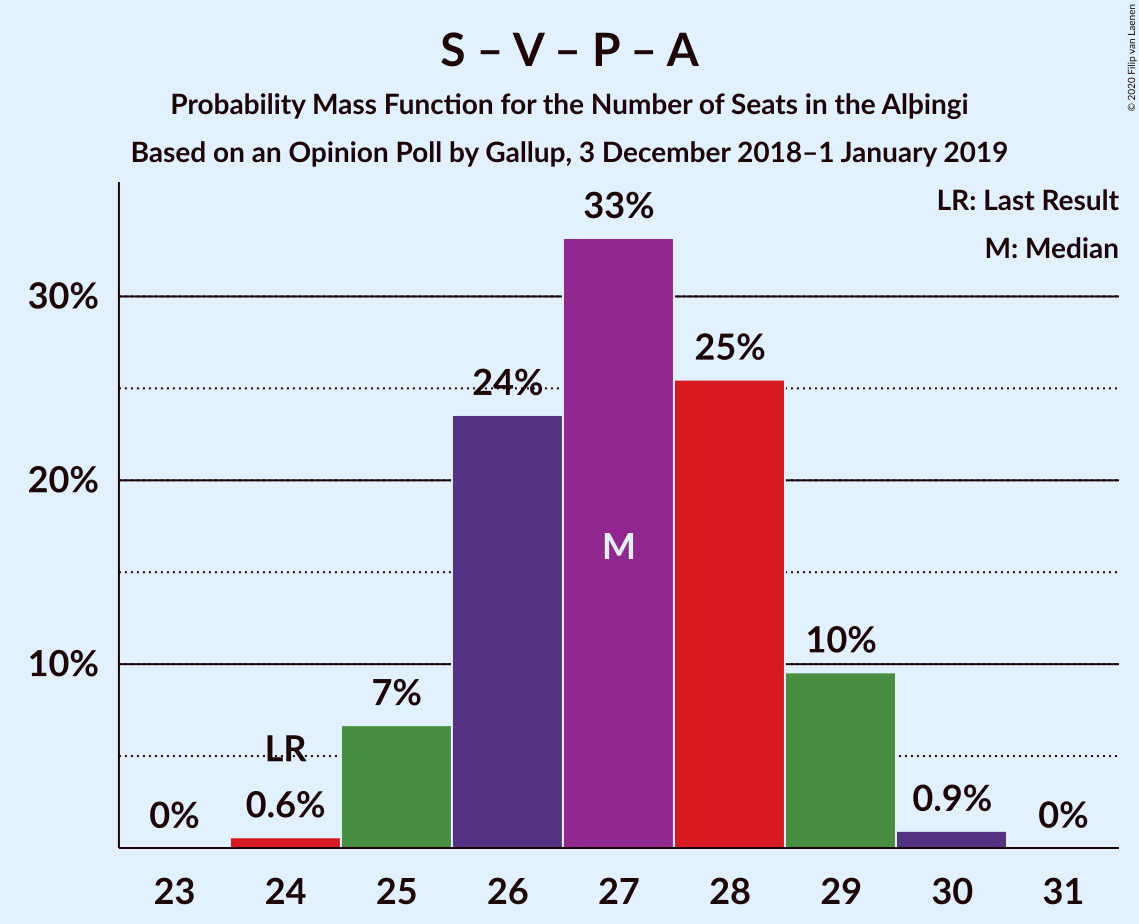 S – V – P – A
Probability Mass Function for the Number of Seats in the Alþingi
Based on an Opinion Poll by Gallup, 3 December 2018–1 January 2019
© 2020 Filip van Laenen
LR: Last Result
M: Median
30%
20%
10%
0%
LR
0.6%
7%
24%
33%
M
25%
10%
0.9%
0%
23 24 25 26 27 28 29 30 31